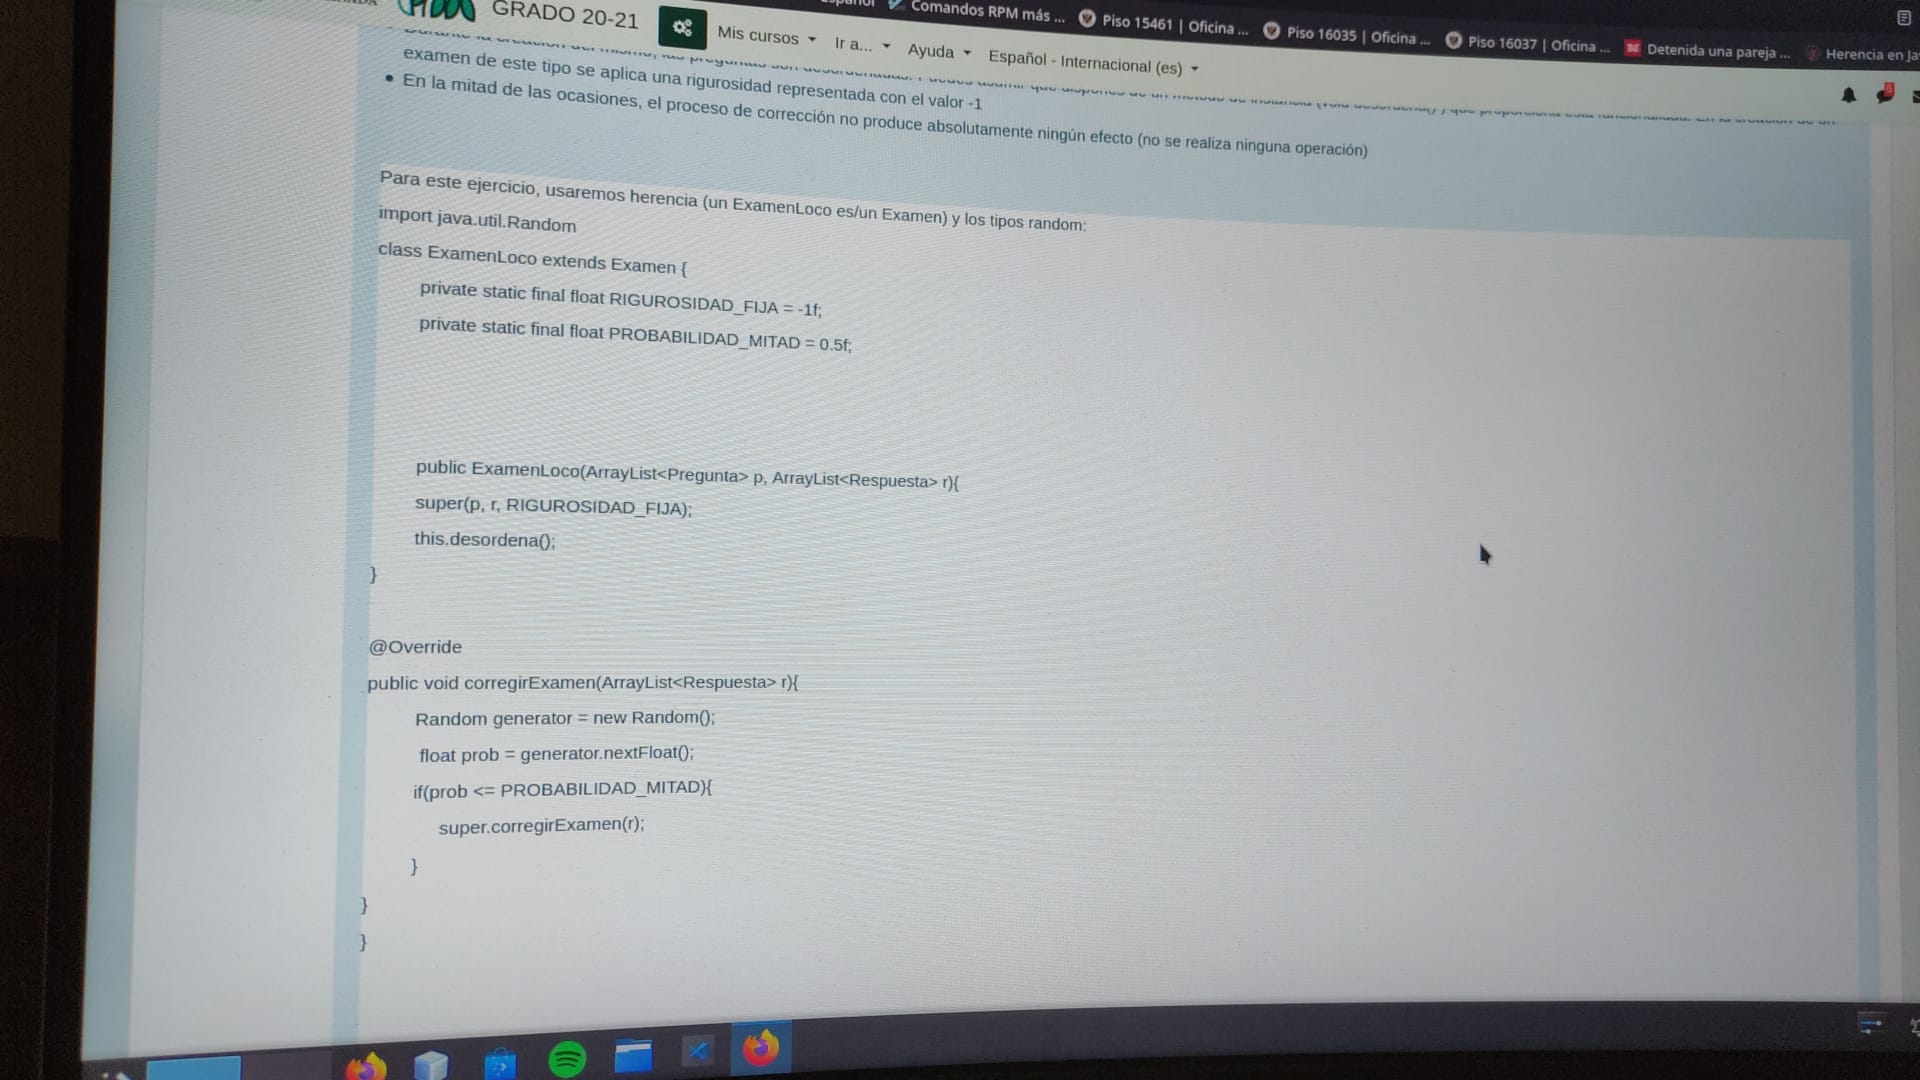 GRADO 20-21
Mis cursos
Ir a...
Ayuda
Español - Internacional (es)
Comandos RPM más ...
Piso 15461 | Oficina ...
Piso 16035 | Oficina ...
Piso 16037 | Oficina ...
Detenida una pareja ...
Herencia en Ja
examen de este tipo se aplica una rigurosidad representada con el valor -1
• En la mitad de las ocasiones, el proceso de corrección no produce absolutamente ningún efecto (no se realiza ninguna operación)
Para este ejercicio, usaremos herencia (un ExamenLoco es/un Examen) y los tipos random:
import java.util.Random
class ExamenLoco extends Examen {
private static final float RIGUROSIDAD_FIJA = -1f;
private static final float PROBABILIDAD_MITAD = 0.5f;
public ExamenLoco(ArrayList<Pregunta> p, ArrayList<Respuesta> r){
super(p, r, RIGUROSIDAD_FIJA);
this.desordena();
}
@Override
public void corregirExamen(ArrayList<Respuesta> r){
Random generator = new Random();
float prob = generator.nextFloat();
if(prob <= PROBABILIDAD_MITAD){
super.corregirExamen(r);
}
}
}